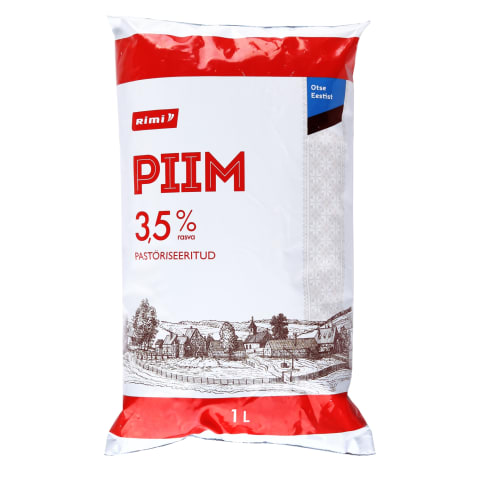 Otse
Eestist
Rimi
PIIM
3,5%
rasva
PASTÖRISEERITUD
1 L